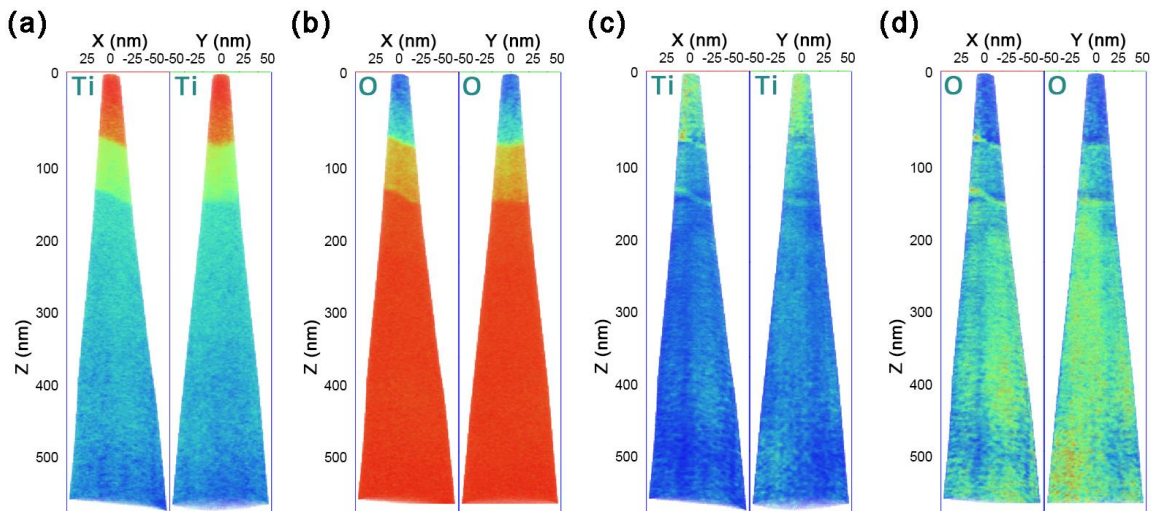 (a) (b) (c) (d)
X (nm) Y (nm) X (nm) Y (nm) X (nm) Y (nm) X (nm) Y (nm)
25 0 -25-50-50-25 0 25 50 25 0 -25-50-50-25 0 25 50 25 0 -25-50-50-25 0 25 50 25 0 -25-50-50-25 0 25 50
0 0 0 0
Ti Ti O O Ti Ti O O
100 100 100 100
200 200 200 200
300 300 300 300
Z (nm) Z (nm) Z (nm) Z (nm)
400 400 400 400
500 500 500 500